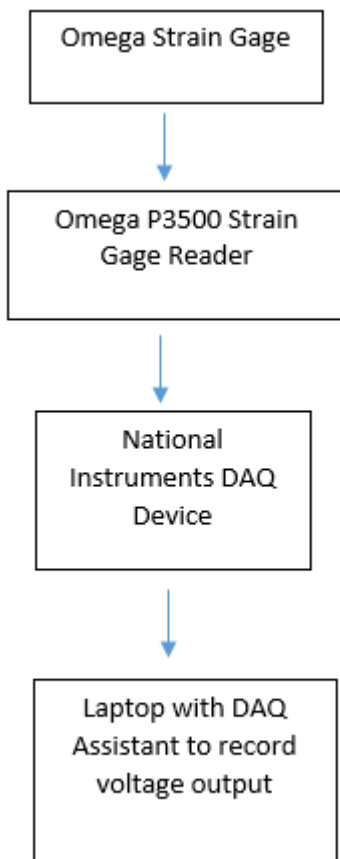 Omega Strain Gage
Omega P3500 Strain
Gage Reader
National
Instruments DAQ
Device
Laptop with DAQ
Assistant to record
voltage output